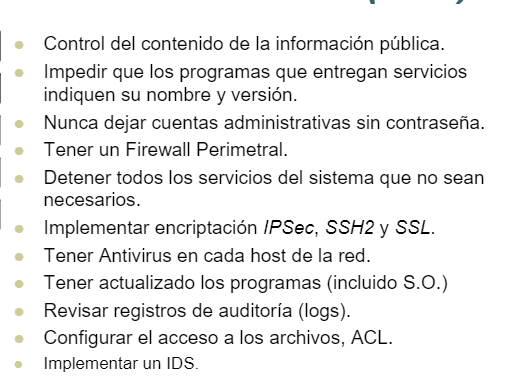 Control del contenido de la información pública.
Impedir que los programas que entregan servicios
indiquen su nombre y versión.
Nunca dejar cuentas administrativas sin contraseña.
Tener un Firewall Perimetral.
Detener todos los servicios del sistema que no sean
necesarios.
Implementar encriptación IPSec, SSH2 y SSL.
Tener Antivirus en cada host de la red.
Tener actualizado los programas (incluido S.O.)
Revisar registros de auditoría (logs).
Configurar el acceso a los archivos, ACL.
Implementar un IDS.